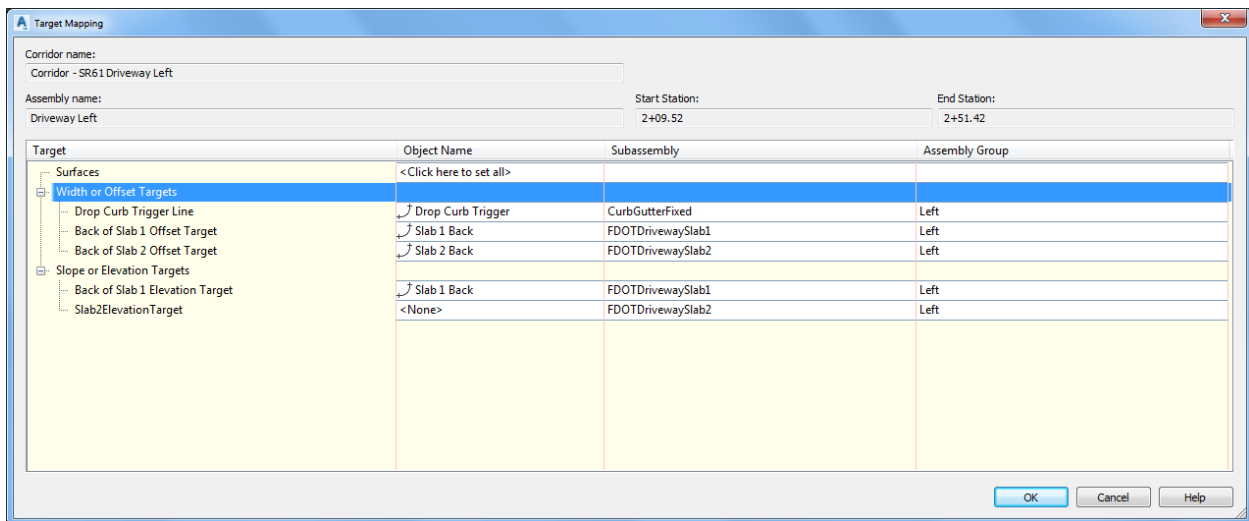 Target Mapping
Corridor name:
Corridor - SR61 Driveway Left
Assembly name: Start Station: End Station:
Driveway Left 2+09.52 2+51.42
Target Object Name Subassembly Assembly Group
Surfaces <Click here to set all>
Width or Offset Targets
Drop Curb Trigger Line Drop Curb Trigger CurbGutterFixed Left
Back of Slab 1 Offset Target Slab 1 Back FDOTDrivewaySlab1 Left
Back of Slab 2 Offset Target Slab 2 Back FDOTDrivewaySlab2 Left
Slope or Elevation Targets
Back of Slab 1 Elevation Target Slab 1 Back FDOTDrivewaySlab1 Left
Slab2ElevationTarget <None> FDOTDrivewaySlab2 Left
OK Cancel Help